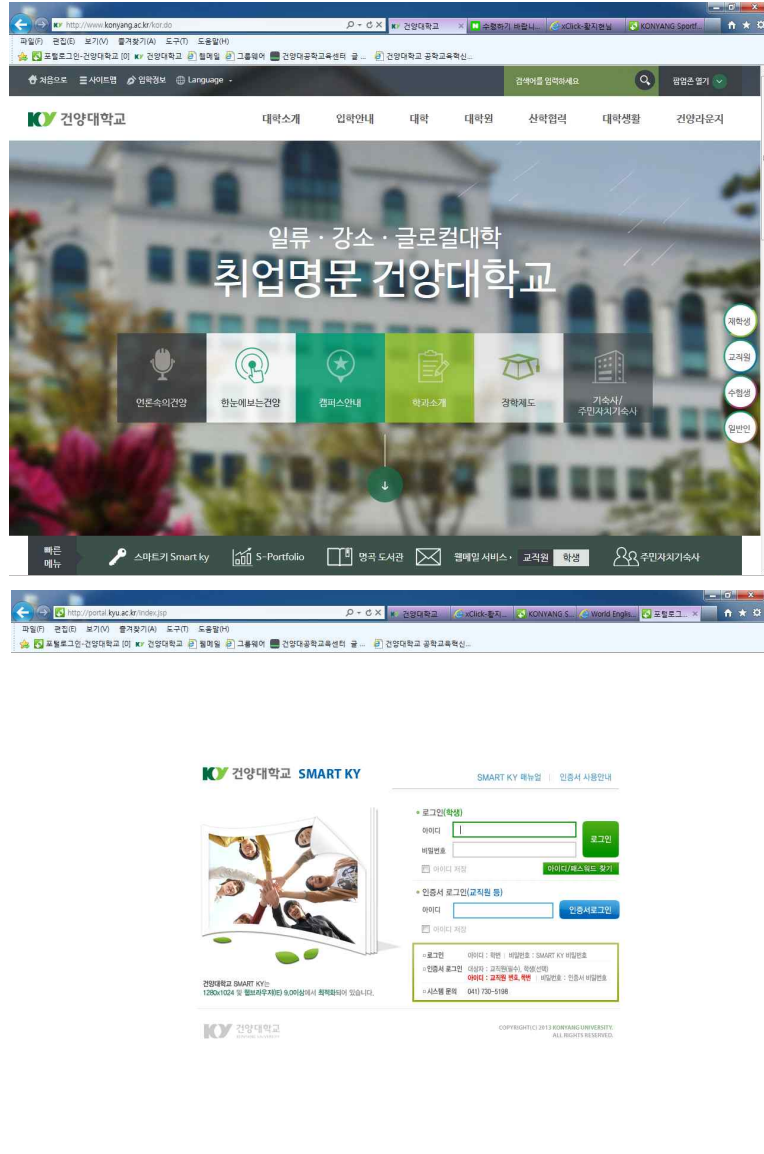 http://www.konyang.ac.kr/kor.do
건양대학교
수정하기 바랍니...
xClick-황지현님
KONYANG Sportf...
파일(F) 편집(E) 보기(V) 즐겨찾기(A) 도구(T) 도움말(H)
포털로그인-건양대학교 [0] 건양대학교 웹메일 그룹웨어 건양대공학교육센터 글 ... 건양대학교 공학교육혁신...
처음으로 사이트맵 입학정보 Language
검색어를 입력하세요
팝업존 열기
KY 건양대학교
대학소개 입학안내 대학 대학원 산학협력 대학생활 건양라운지
일류 · 강소 · 글로컬대학
취업명문 건양대학교
재학생
교직원
수험생
일반인
언론속의건양 한눈에보는건양 캠퍼스안내 학과소개 장학제도 기숙사/
주민자치기숙사
빠른
메뉴
스마트키 Smart ky S-Portfolio 명곡 도서관 웹메일 서비스 · 교직원 학생 주민자치기숙사
http://portal.kyu.ac.kr/index.jsp
건양대학교
xClick-황지...
KONYANG S...
World Englis...
포털로그...
파일(F) 편집(E) 보기(V) 즐겨찾기(A) 도구(T) 도움말(H)
포털로그인-건양대학교 [0] 건양대학교 웹메일 그룹웨어 건양대공학교육센터 글 ... 건양대학교 공학교육혁신...
KY 건양대학교 SMART KY
SMART KY 매뉴얼 | 인증서 사용안내
로그인(학생)
아이디
비밀번호
로그인
아이디 저장
아이디/패스워드 찾기
인증서 로그인(교직원 등)
아이디
인증서로그인
아이디 저장
로그인 아이디 : 학번 | 비밀번호 : SMART KY 비밀번호
인증서 로그인 대상자 : 교직원(필수), 학생(선택)
아이디 : 교직원 번호, 학번 | 비밀번호 : 인증서 비밀번호
시스템 문의 041) 730-5198
건양대학교 SMART KY는
1280x1024 및 웹브라우저(IE) 9.0이상에서 최적화되어 있습니다.
KY 건양대학교
KONYANG UNIVERSITY
COPYRIGHT(C) 2013 KONYANG UNIVERSITY.
ALL RIGHTS RESERVED.